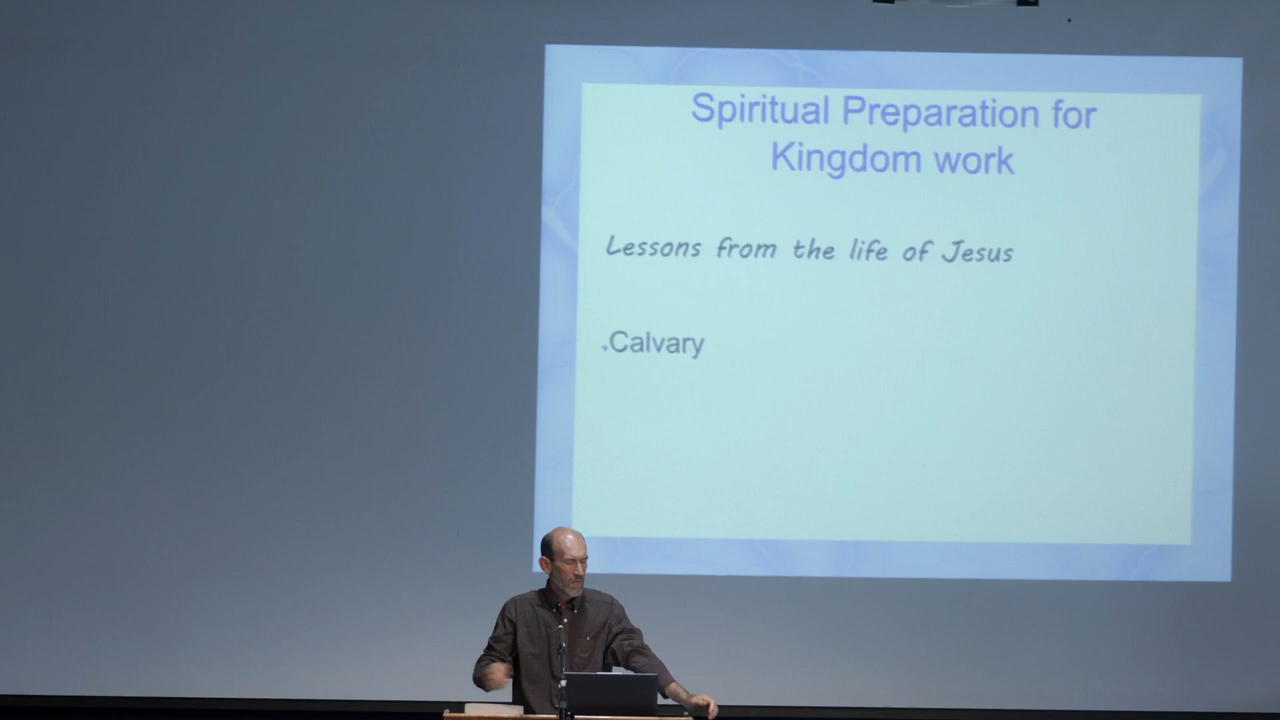 Spiritual Preparation for
Kingdom work
Lessons from the life of Jesus
.Calvary